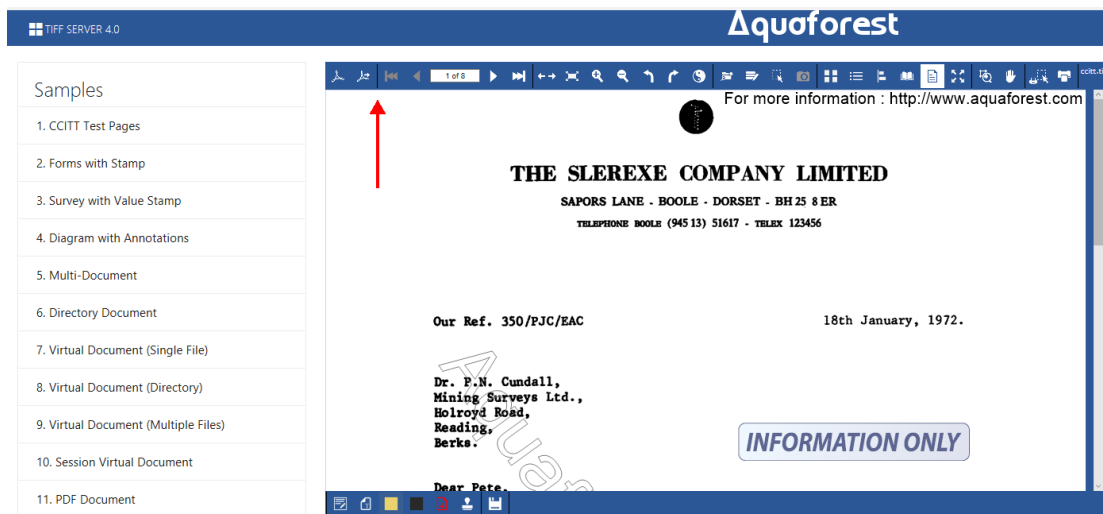 TIFF SERVER 4.0
Aquaforest
Samples
1. CCITT Test Pages
2. Forms with Stamp
3. Survey with Value Stamp
4. Diagram with Annotations
5. Multi-Document
6. Directory Document
7. Virtual Document (Single File)
8. Virtual Document (Directory)
9. Virtual Document (Multiple Files)
10. Session Virtual Document
11. PDF Document
1 of 8
ccitt.ti
For more information : http://www.aquaforest.com
THE SLEREXE COMPANY LIMITED
SAPORS LANE - BOOLE - DORSET - BH 25 8 ER
TELEPHONE BOOLE (945 13) 51617 - TELEX 123456
Our Ref. 350/PJC/EAC
18th January, 1972.
Dr. P.N. Cundall,
Mining Surveys Ltd.,
Holroyd Road,
Reading,
Berks.
Aquaf
INFORMATION ONLY
Dear Pete,